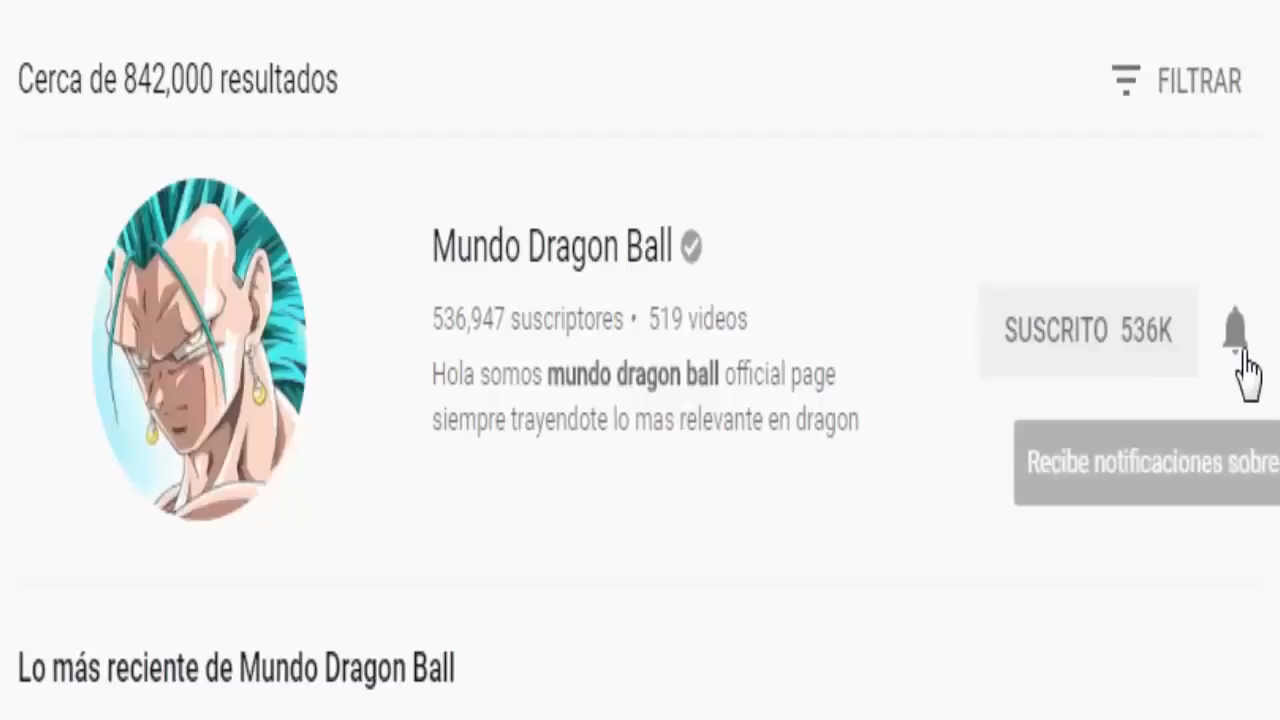 Cerca de 842,000 resultados
FILTRAR
Mundo Dragon Ball
536,947 suscriptores • 519 videos
Hola somos mundo dragon ball official page
siempre trayendote lo mas relevante en dragon
SUSCRITO 536K
Recibe notificaciones sobre
Lo más reciente de Mundo Dragon Ball